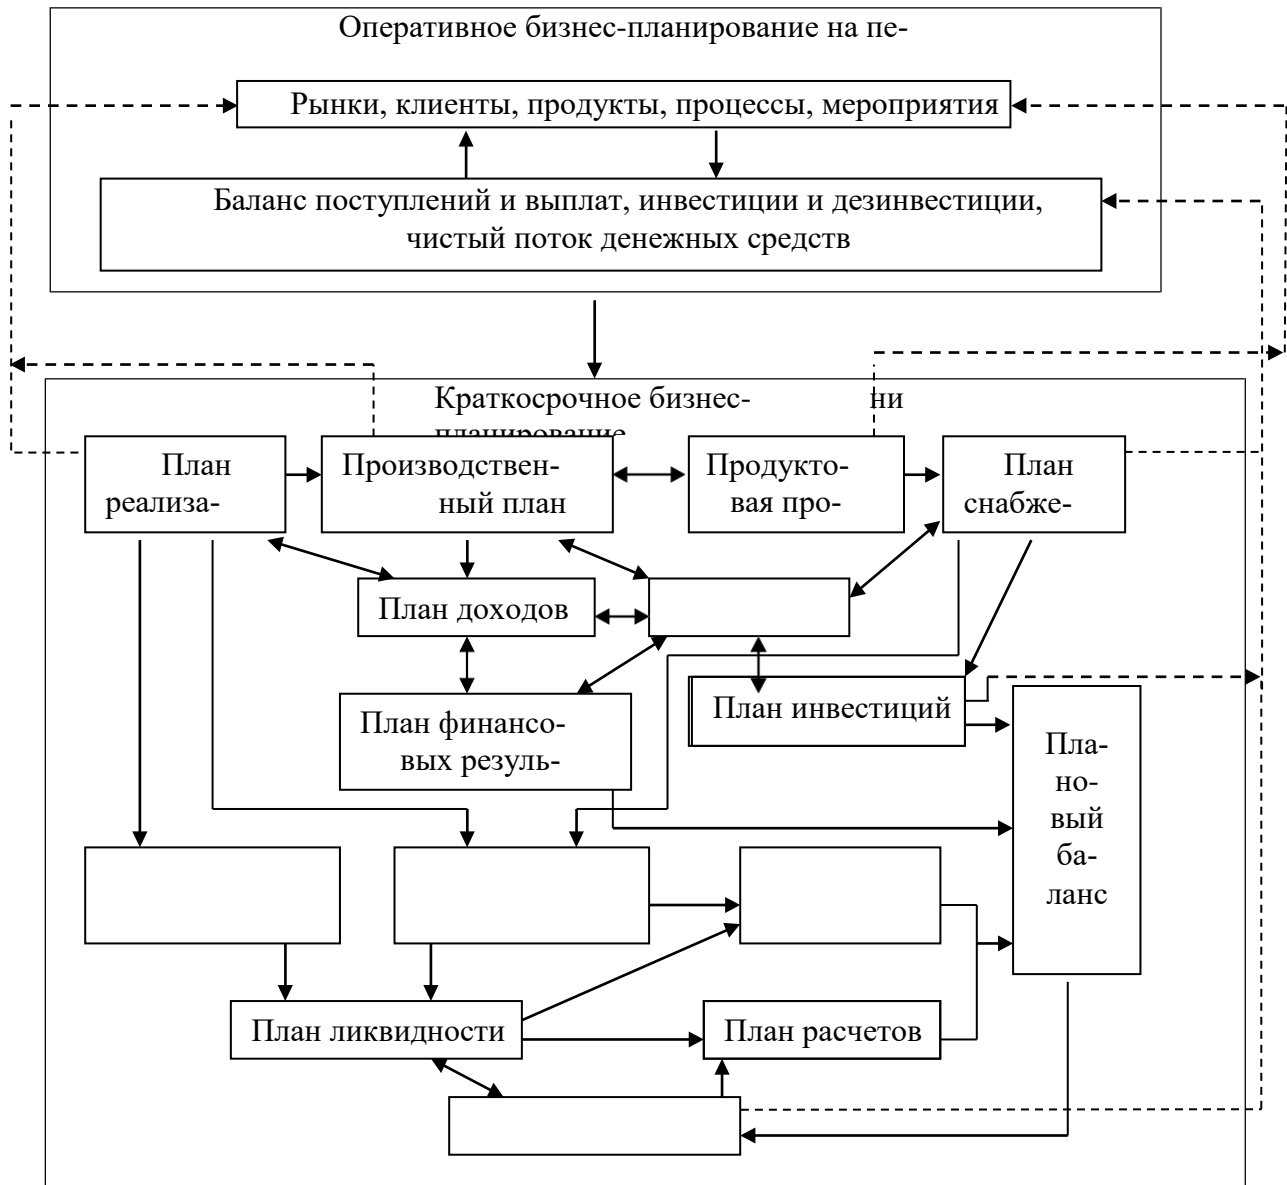 Оперативное бизнес-планирование на пе-
Рынки, клиенты, продукты, процессы, мероприятия
Баланс поступлений и выплат, инвестиции и дезинвестиции,
чистый поток денежных средств
Краткосрочное бизнес-
ни
планирование
План
реализа-
Производствен-
ный план
Продукто-
вая про-
План
снабже-
План доходов
План финансо-
вых резуль-
План инвестиций
Пла-
но-
вый
ба-
ланс
План ликвидности
План расчетов